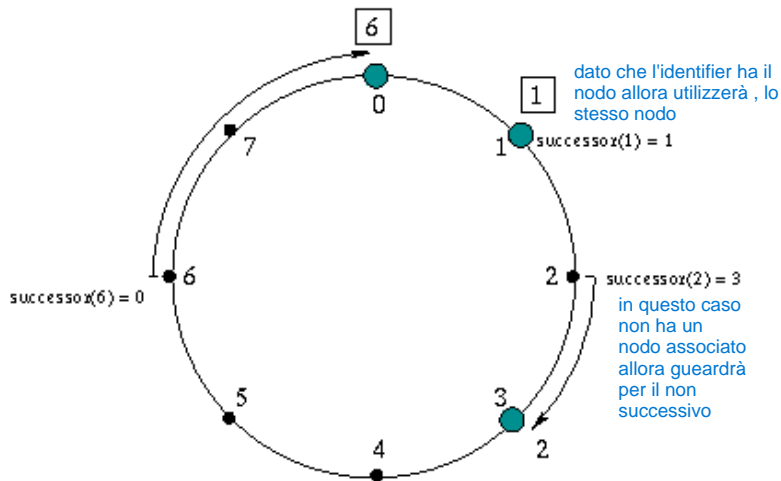 6
0
1
dato che l'identifier ha il
nodo allora utilizzerà , lo
stesso nodo
1
successor(1) = 1
7
6
successor(6) = 0
2
successor(2) = 3
in questo caso
non ha un
nodo associato
allora gueardrà
per il non
successivo
5
3
2
4